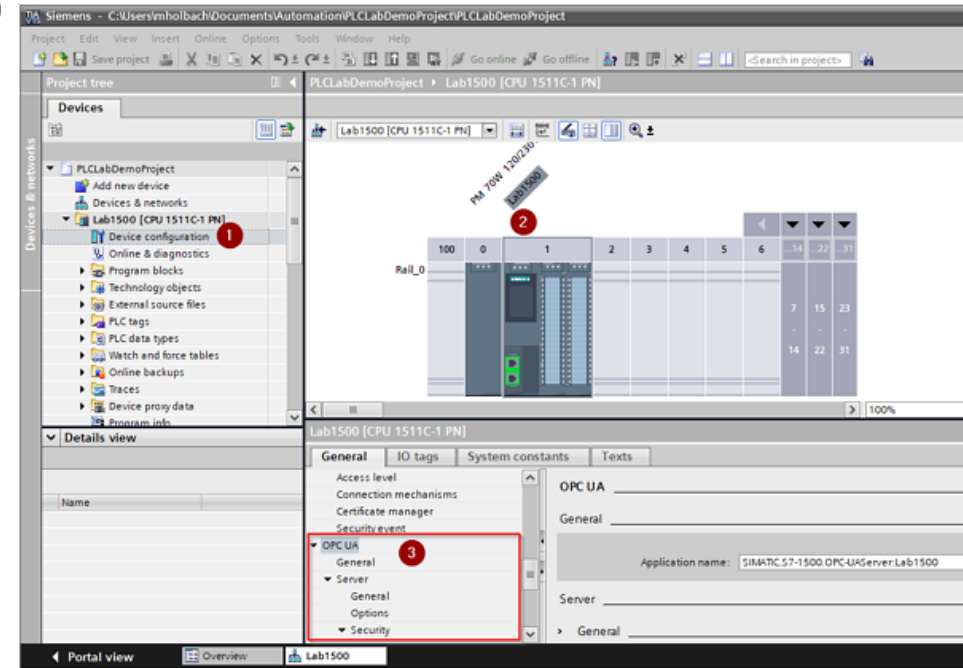 Siemens - C:\Users\mholbach\Documents\Automation\PLCLabDemoProject\PLCLabDemoProject
Project Edit View Insert Online Options Tools Window Help
Save project Go online Go offline <Search in project>
Project tree
PLCLabDemoProject Lab1500 [CPU 1511C-1 PN]
Devices
Devices & networks
Lab1500 [CPU 1511C-1 PN]
PLCLabDemoProject
Add new device
Devices & networks
Lab1500 [CPU 1511C-1 PN]
Device configuration 1
Online & diagnostics
Program blocks
Technology objects
External source files
PLC tags
PLC data types
Watch and force tables
Online backups
Traces
Device proxy data
Program info
PM 70W 120/230
Lab1500
2
100 0 1 2 3 4 5 6 ...14 ...22 ...31
Rail_0
7 15 23
. . .
14 22 31
100%
Details view
Name
Lab1500 [CPU 1511C-1 PN]
General IO tags System constants Texts
Access level
Connection mechanisms
Certificate manager
Security event
OPC UA 3
General
Server
General
Options
Security
OPC UA
General
Application name: SIMATIC.S7-1500.OPC-UAServer:Lab1500
Server
General
Portal view Overview Lab1500